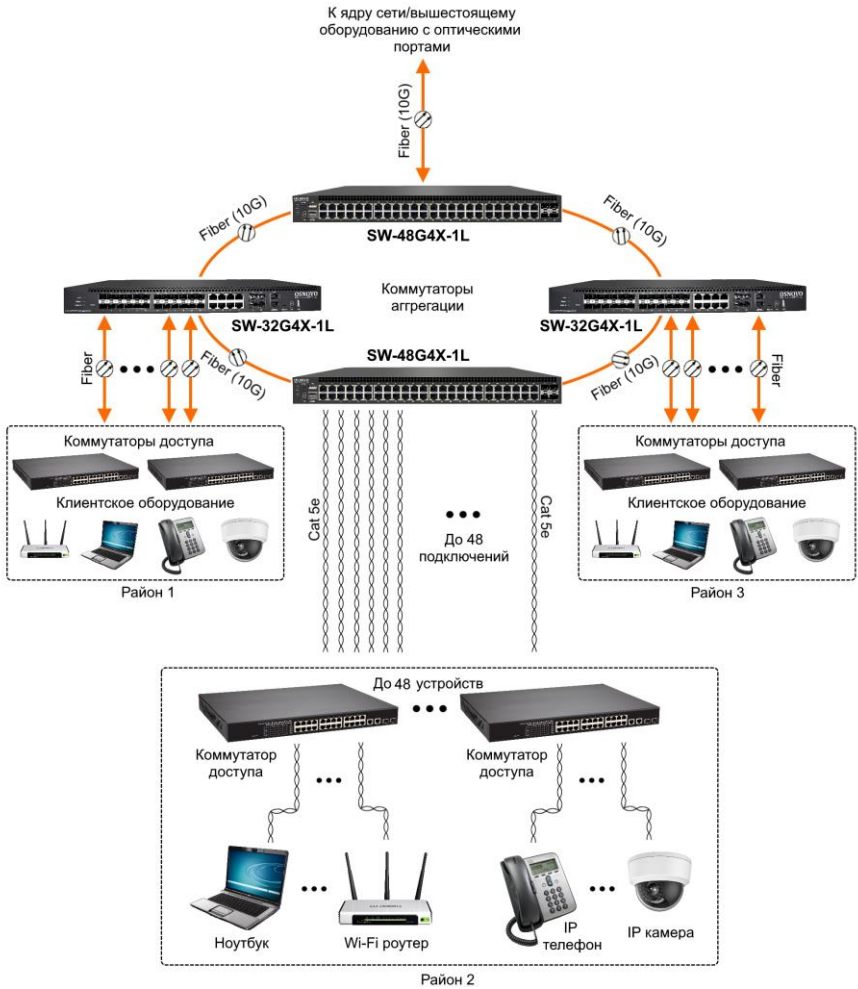 К ядру сети/вышестоящему
оборудованию с оптическими
портами
Fiber (10G)
Fiber (10G)
Fiber (10G)
SW-48G4X-1L
Коммутаторы
аггрегации
OSNOVO
SW-32G4X-1L
OSNOVO
SW-32G4X-1L
SW-48G4X-1L
Fiber
Fiber (10G)
Fiber (10G)
Fiber
Коммутаторы доступа
Клиентское оборудование
Район 1
Cat 5e
До 48
подключений
Cat 5e
Коммутаторы доступа
Клиентское оборудование
Район 3
До 48 устройств
Коммутатор
доступа
Коммутатор
доступа
Ноутбук
Wi-Fi роутер
IP
телефон
IP камера
Район 2